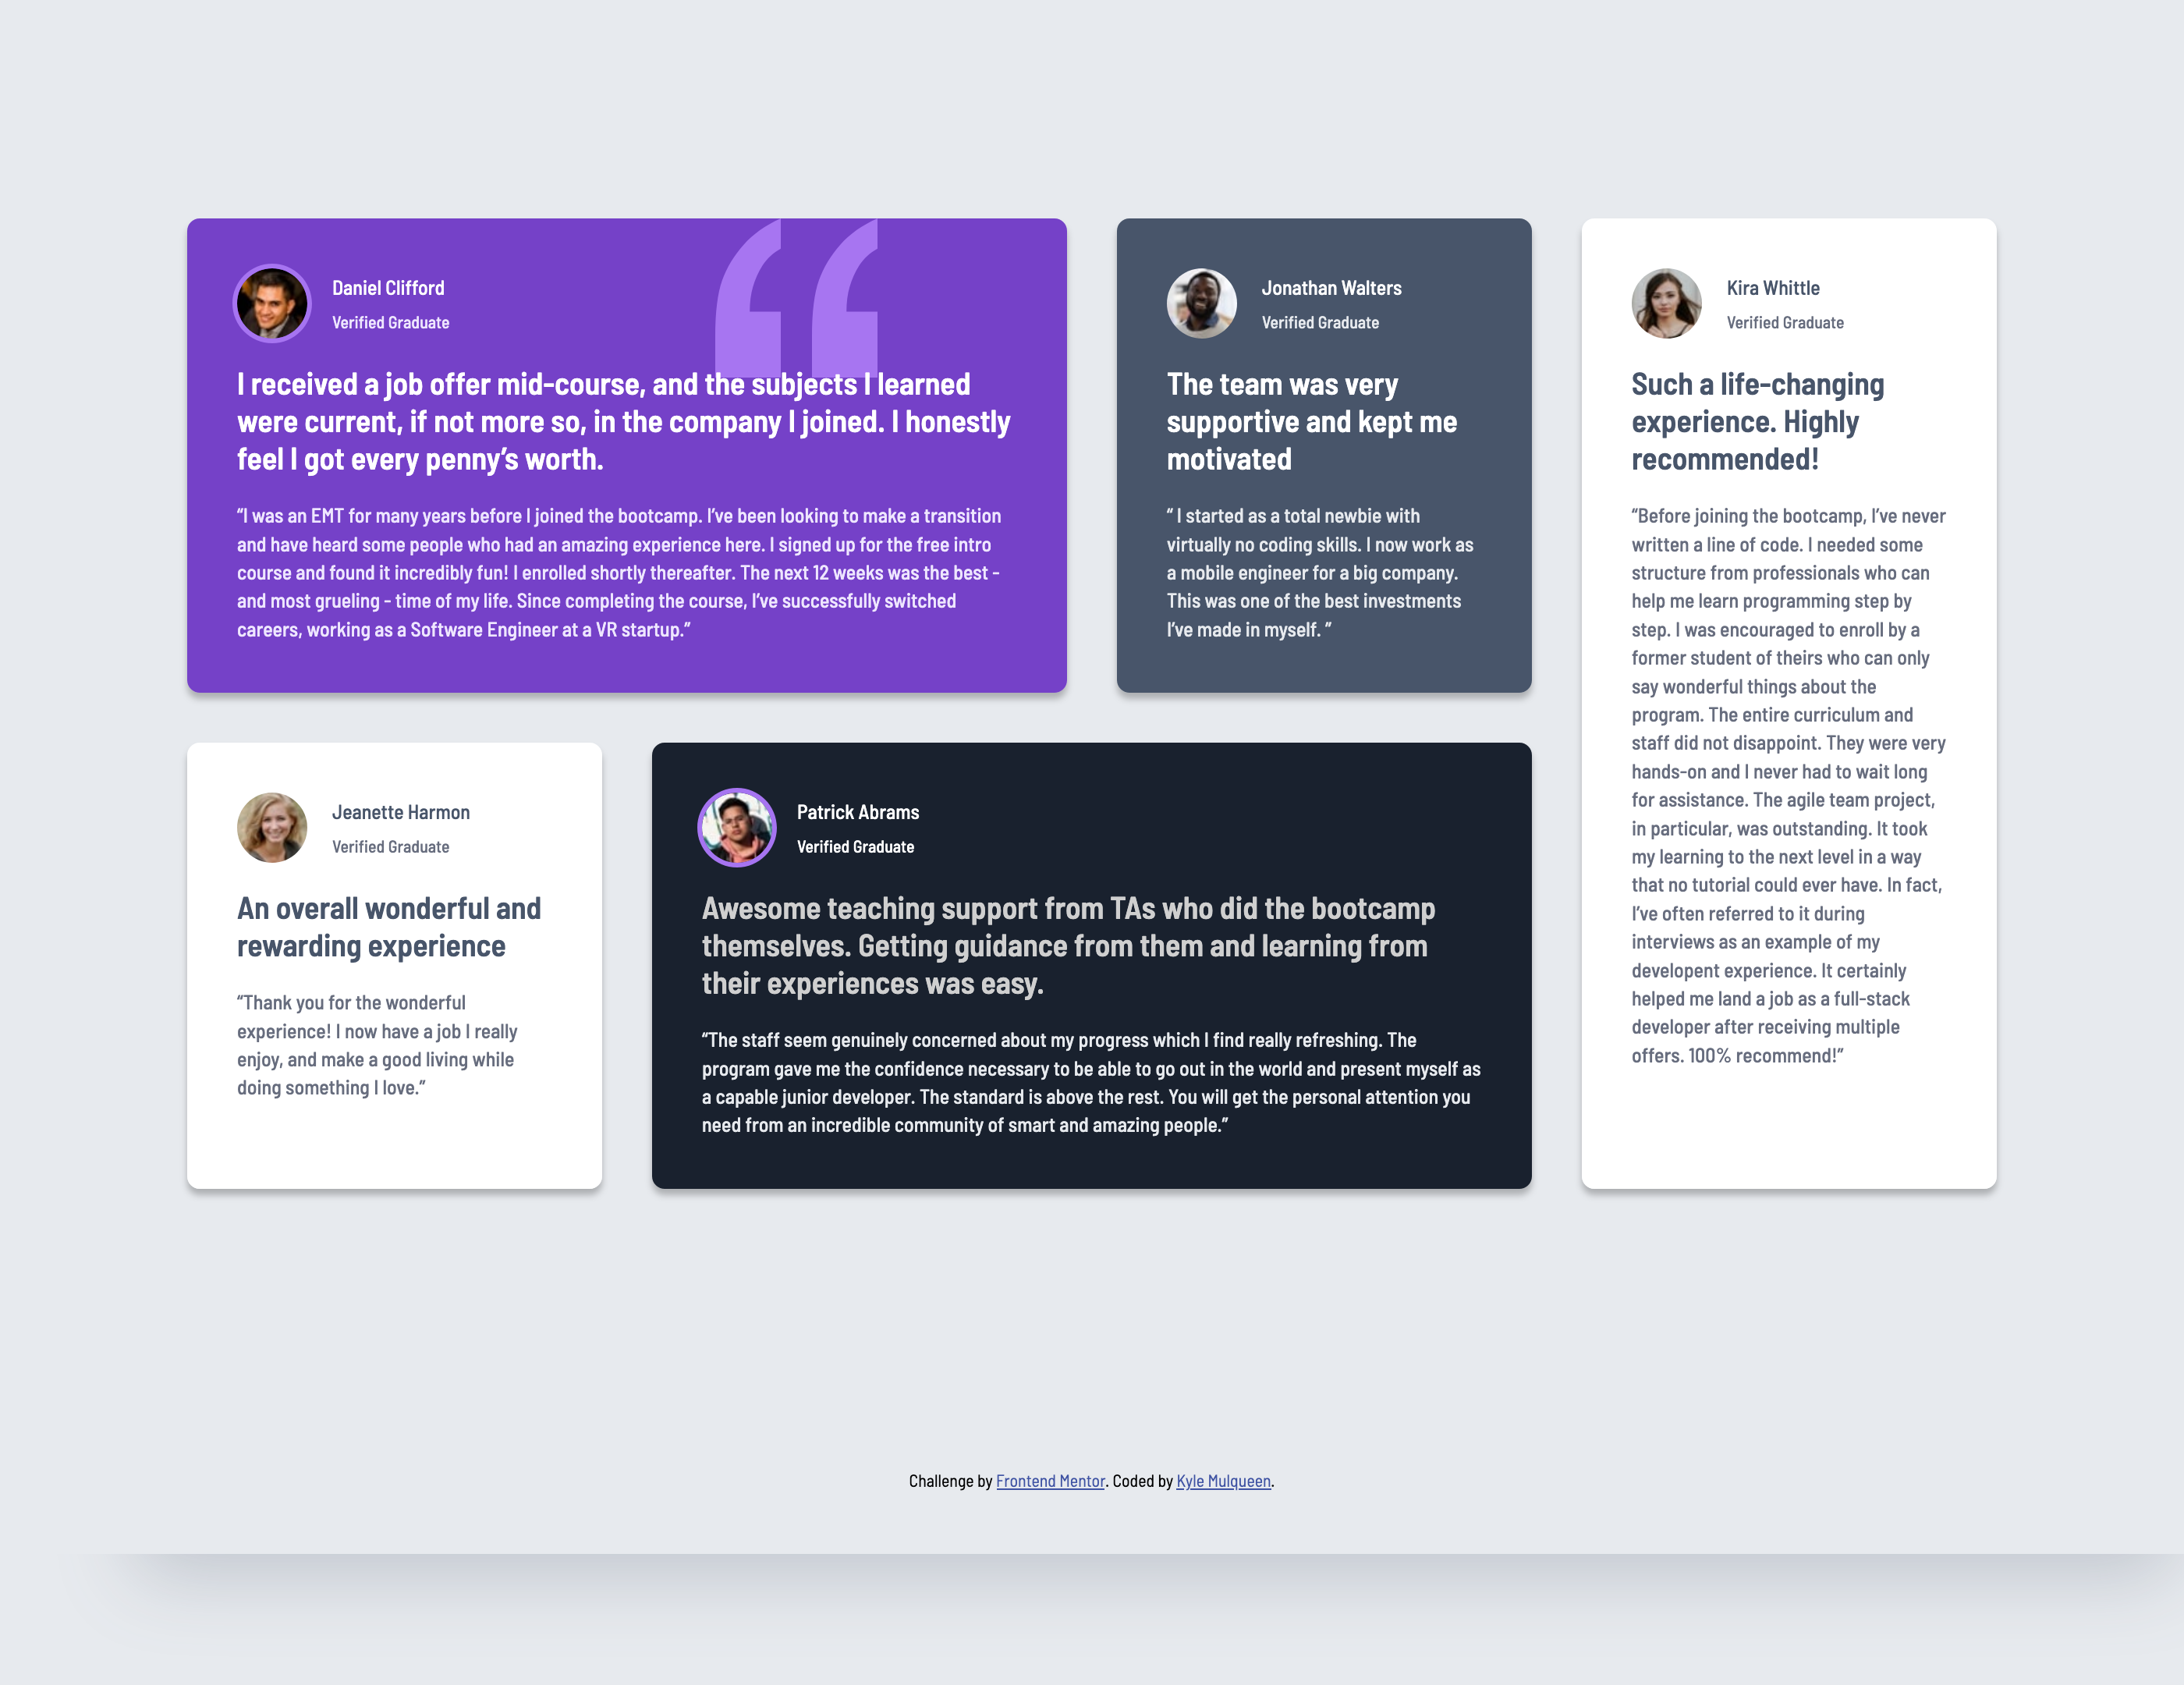 Daniel Clifford
Verified Graduate
I received a job offer mid-course, and the subjects I learned
were current, if not more so, in the company I joined. I honestly
feel I got every penny’s worth.
“I was an EMT for many years before I joined the bootcamp. I’ve been looking to make a transition
and have heard some people who had an amazing experience here. I signed up for the free intro
course and found it incredibly fun! I enrolled shortly thereafter. The next 12 weeks was the best -
and most grueling - time of my life. Since completing the course, I’ve successfully switched
careers, working as a Software Engineer at a VR startup.”
Jonathan Walters
Verified Graduate
The team was very
supportive and kept me
motivated
“ I started as a total newbie with
virtually no coding skills. I now work as
a mobile engineer for a big company.
This was one of the best investments
I’ve made in myself. ”
Kira Whittle
Verified Graduate
Such a life-changing
experience. Highly
recommended!
“Before joining the bootcamp, I’ve never
written a line of code. I needed some
structure from professionals who can
help me learn programming step by
step. I was encouraged to enroll by a
former student of theirs who can only
say wonderful things about the
program. The entire curriculum and
staff did not disappoint. They were very
hands-on and I never had to wait long
for assistance. The agile team project,
in particular, was outstanding. It took
my learning to the next level in a way
that no tutorial could ever have. In fact,
I’ve often referred to it during
interviews as an example of my
developent experience. It certainly
helped me land a job as a full-stack
developer after receiving multiple
offers. 100% recommend!”
Jeanette Harmon
Verified Graduate
An overall wonderful and
rewarding experience
“Thank you for the wonderful
experience! I now have a job I really
enjoy, and make a good living while
doing something I love.”
Patrick Abrams
Verified Graduate
Awesome teaching support from TAs who did the bootcamp
themselves. Getting guidance from them and learning from
their experiences was easy.
“The staff seem genuinely concerned about my progress which I find really refreshing. The
program gave me the confidence necessary to be able to go out in the world and present myself as
a capable junior developer. The standard is above the rest. You will get the personal attention you
need from an incredible community of smart and amazing people.”
Challenge by Frontend Mentor. Coded by Kyle Mulqueen.